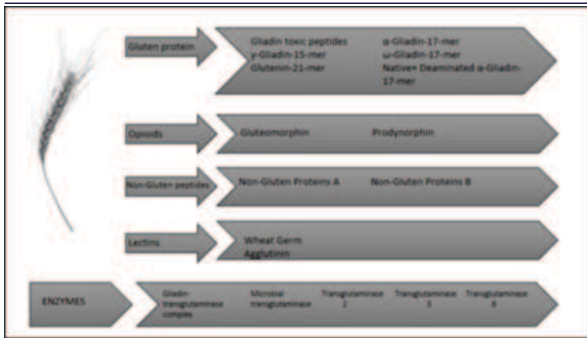 Gluten protein
Gliadin toxic peptides
γ-Gliadin-15-mer
Glutenin-21-mer
α-Gliadin-17-mer
ω-Gliadin-17-mer
Native+ Deaminated α-Gliadin-
17-mer
Opioids
Gluteomorphin
Prodynorphin
Non-Gluten peptides
Non-Gluten Proteins A
Non-Gluten Proteins B
Lectins
Wheat Germ
Agglutinin
ENZYMES
Gliadin-
transglutaminase
complex
Microbial
transglutaminase
Transglutaminase
2
Transglutaminase
3
Transglutaminase
6